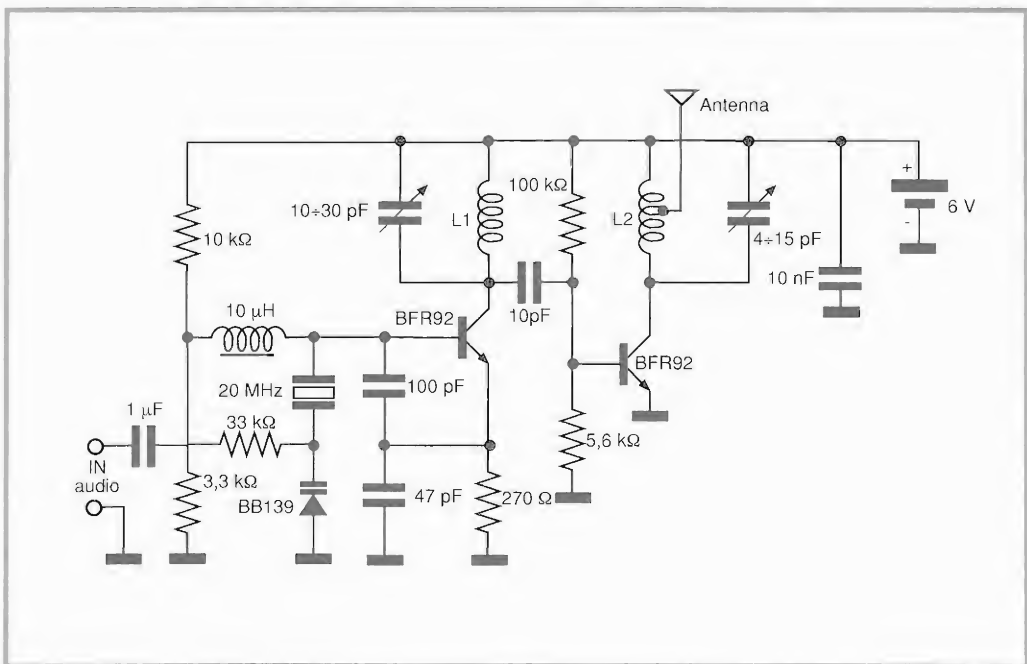 Antenna
100 kΩ
10÷30 pF
L1
L2
+
6 V
-
4÷15 pF
10 kΩ
10 nF
10 µH
BFR92
10pF
BFR92
100 pF
20 MHz
1 µF
33 kΩ
5,6 kΩ
IN
audio
3,3 kΩ
47 pF
270 Ω
BB139